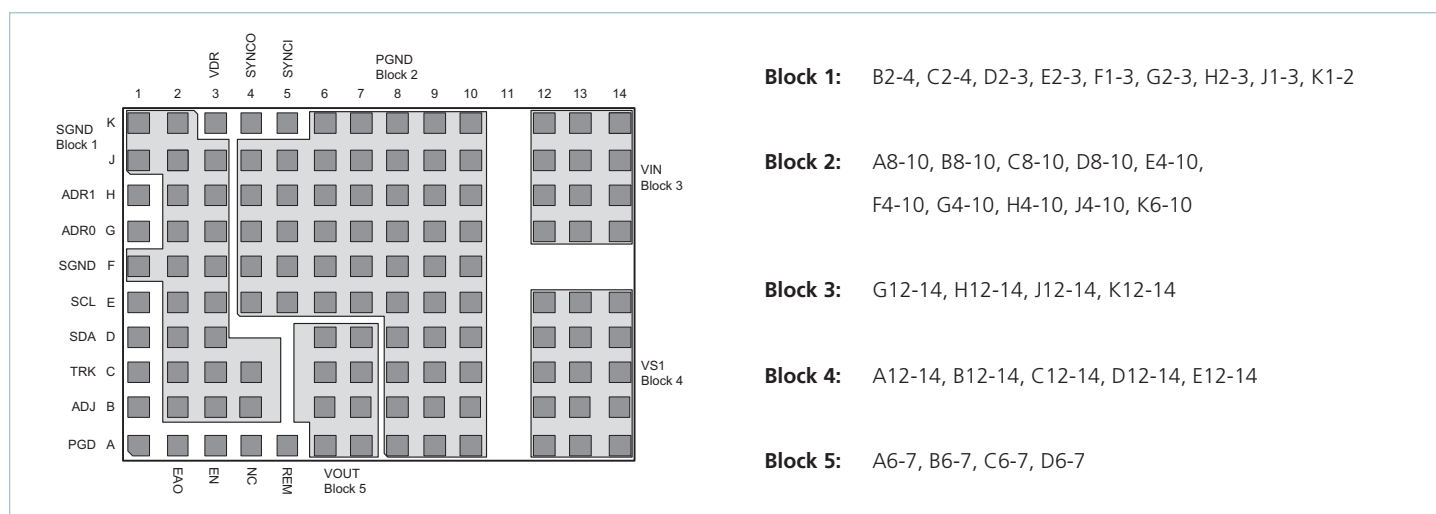 VDR
SYNCO
SYNCI
PGND
Block 2
1 2 3 4 5 6 7 8 9 10 11 12 13 14
SGND
Block 1
K
J
ADR1 H
ADR0 G
SGND F
SCL E
SDA D
TRK C
ADJ B
PGD A
VIN
Block 3
VS1
Block 4
EAO
EN
NC
REM
VOUT
Block 5
Block 1: B2-4, C2-4, D2-3, E2-3, F1-3, G2-3, H2-3, J1-3, K1-2
Block 2: A8-10, B8-10, C8-10, D8-10, E4-10,
F4-10, G4-10, H4-10, J4-10, K6-10
Block 3: G12-14, H12-14, J12-14, K12-14
Block 4: A12-14, B12-14, C12-14, D12-14, E12-14
Block 5: A6-7, B6-7, C6-7, D6-7